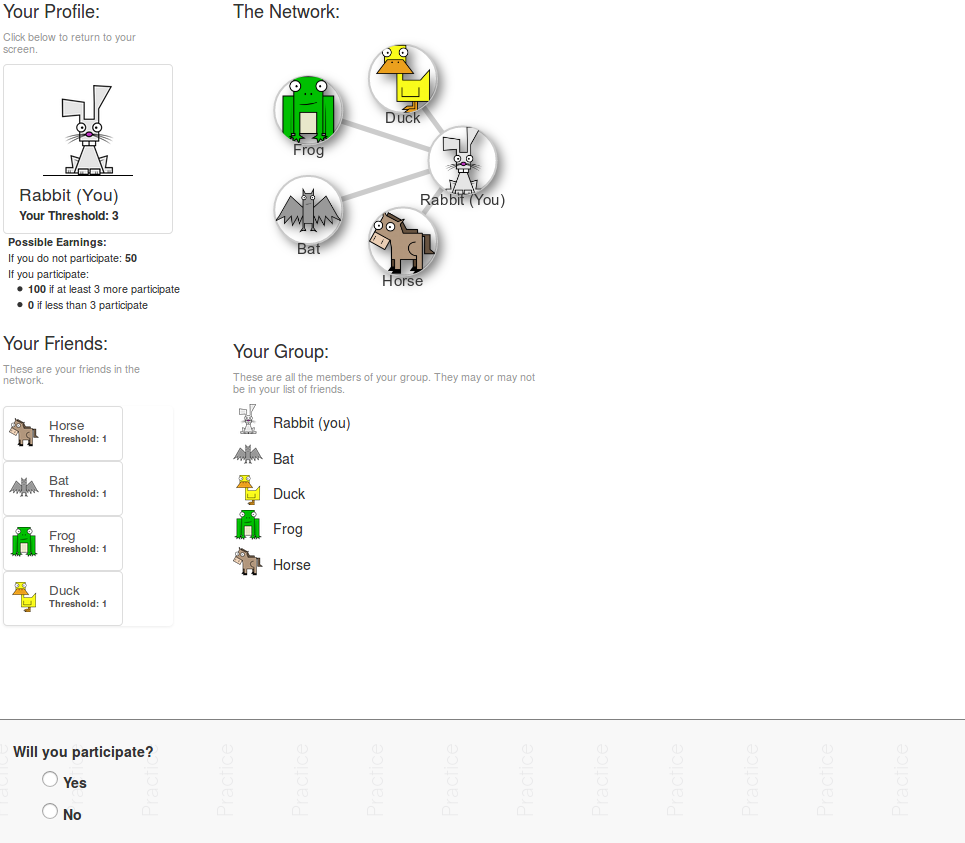 Your Profile:
Click below to return to your
screen.
Rabbit (You)
Your Threshold: 3
Possible Earnings:
If you do not participate: 50
If you participate:
100 if at least 3 more participate
0 if less than 3 participate
The Network:
Duck
Frog
Rabbit (You)
Bat
Horse
Your Friends:
These are your friends in the
network.
Horse
Threshold: 1
Bat
Threshold: 1
Frog
Threshold: 1
Duck
Threshold: 1
Your Group:
These are all the members of your group. They may or may not
be in your list of friends.
Rabbit (you)
Bat
Duck
Frog
Horse
Will you participate?
Yes
No
Practice
Practice
Practice
Practice
Practice
Practice
Practice
Practice
Practice
Practice
Practice
Practice
Practice